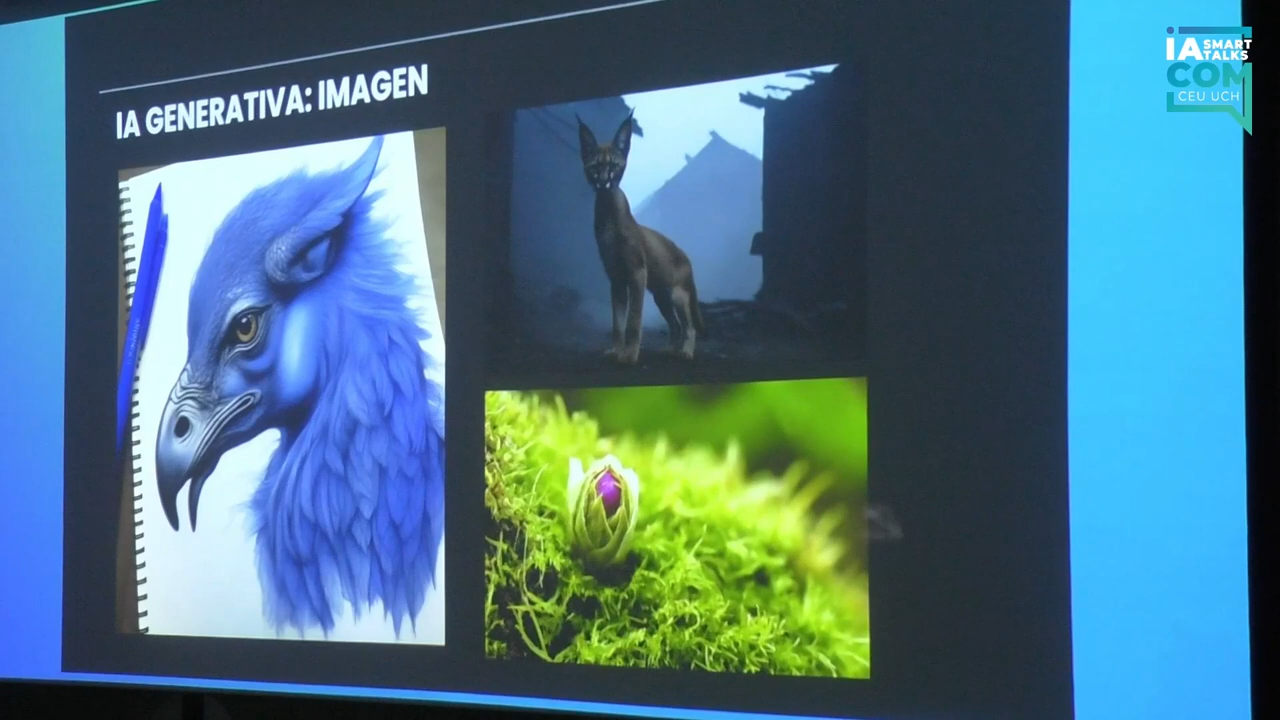 IA GENERATIVA: IMAGEN
IA SMART TALKS
COM
CEU UCH